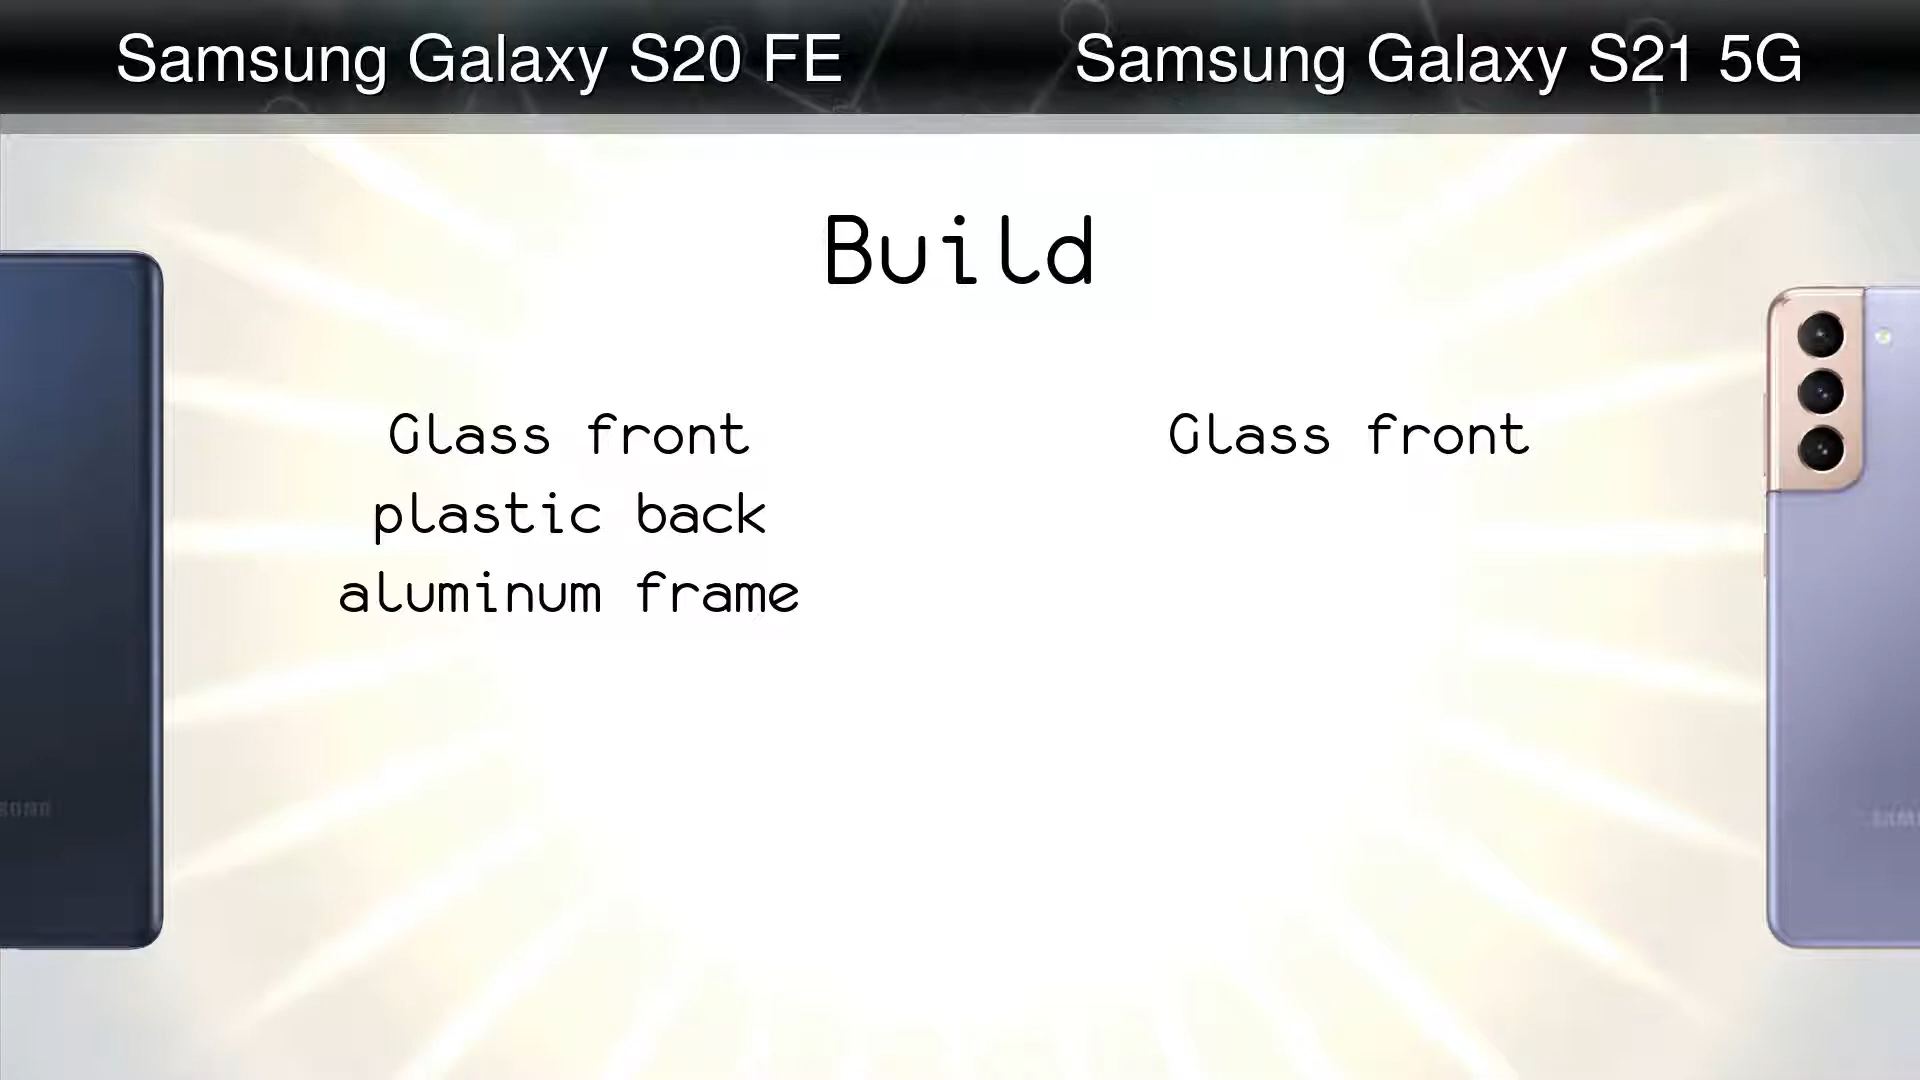 Samsung Galaxy S20 FE
Samsung Galaxy S21 5G
Build
Glass front
plastic back
aluminum frame
Glass front